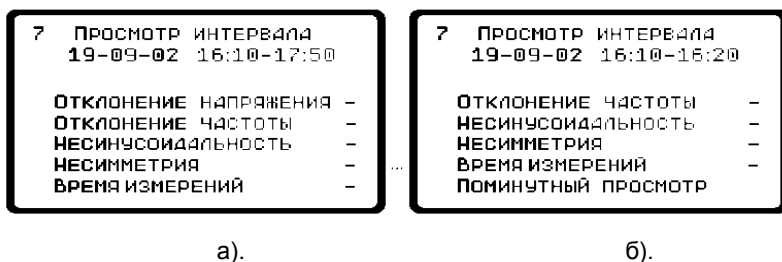 7 Просмотр интервала
19-09-02 16:10-17:50
Отклонение напряжения -
Отклонение частоты -
Несинусоидальность -
Несимметрия -
Время измерений -
...
7 Просмотр интервала
19-09-02 16:10-16:20
Отклонение частоты -
Несинусоидальность -
Несимметрия -
Время измерений -
Поминутный просмотр
а).
б).